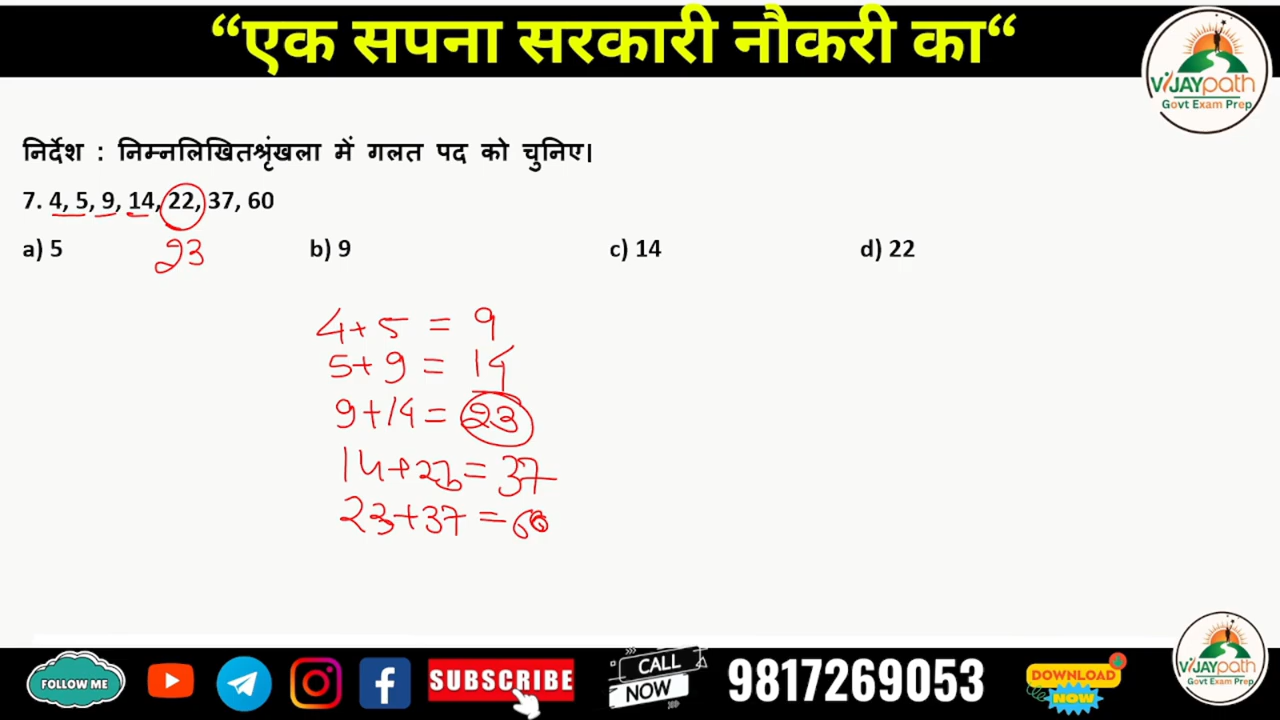 “एक सपना सरकारी नौकरी का“
ViJAYpath
Govt Exam Prep
निर्देश : निम्नलिखितश्रृंखला में गलत पद को चुनिए।
7. 4, 5, 9, 14, 22, 37, 60
23
a) 5 b) 9 c) 14 d) 22
4+5 = 9
5+9 = 14
9+14 = 23
14+23 = 37
23+37 = 60
ViJAYpath
Govt Exam Prep
FOLLOW ME
SUBSCRIBE
CALL NOW
9817269053
DOWNLOAD NOW